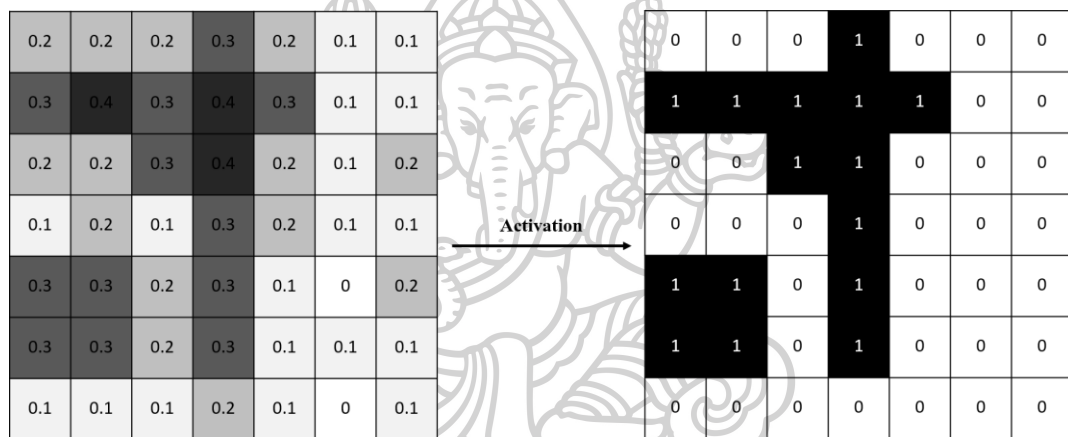 0.2 0.2 0.2 0.3 0.2 0.1 0.1
0.3 0.4 0.3 0.4 0.3 0.1 0.1
0.2 0.2 0.3 0.4 0.2 0.1 0.2
0.1 0.2 0.1 0.3 0.2 0.1 0.1
0.3 0.3 0.2 0.3 0.1 0 0.2
0.3 0.3 0.2 0.3 0.1 0.1 0.1
0.1 0.1 0.1 0.2 0.1 0 0.1
Activation
0 0 0 1 0 0 0
1 1 1 1 1 0 0
0 0 1 1 0 0 0
0 0 0 1 0 0 0
1 1 0 1 0 0 0
1 1 0 1 0 0 0
0 0 0 0 0 0 0